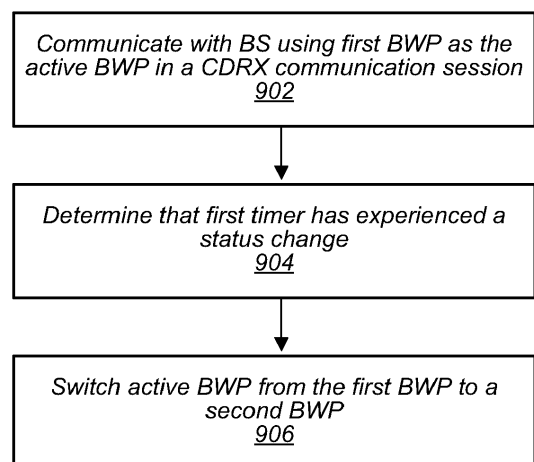 Communicate with BS using first BWP as the
active BWP in a CDRX communication session
902
Determine that first timer has experienced a
status change
904
Switch active BWP from the first BWP to a
second BWP
906